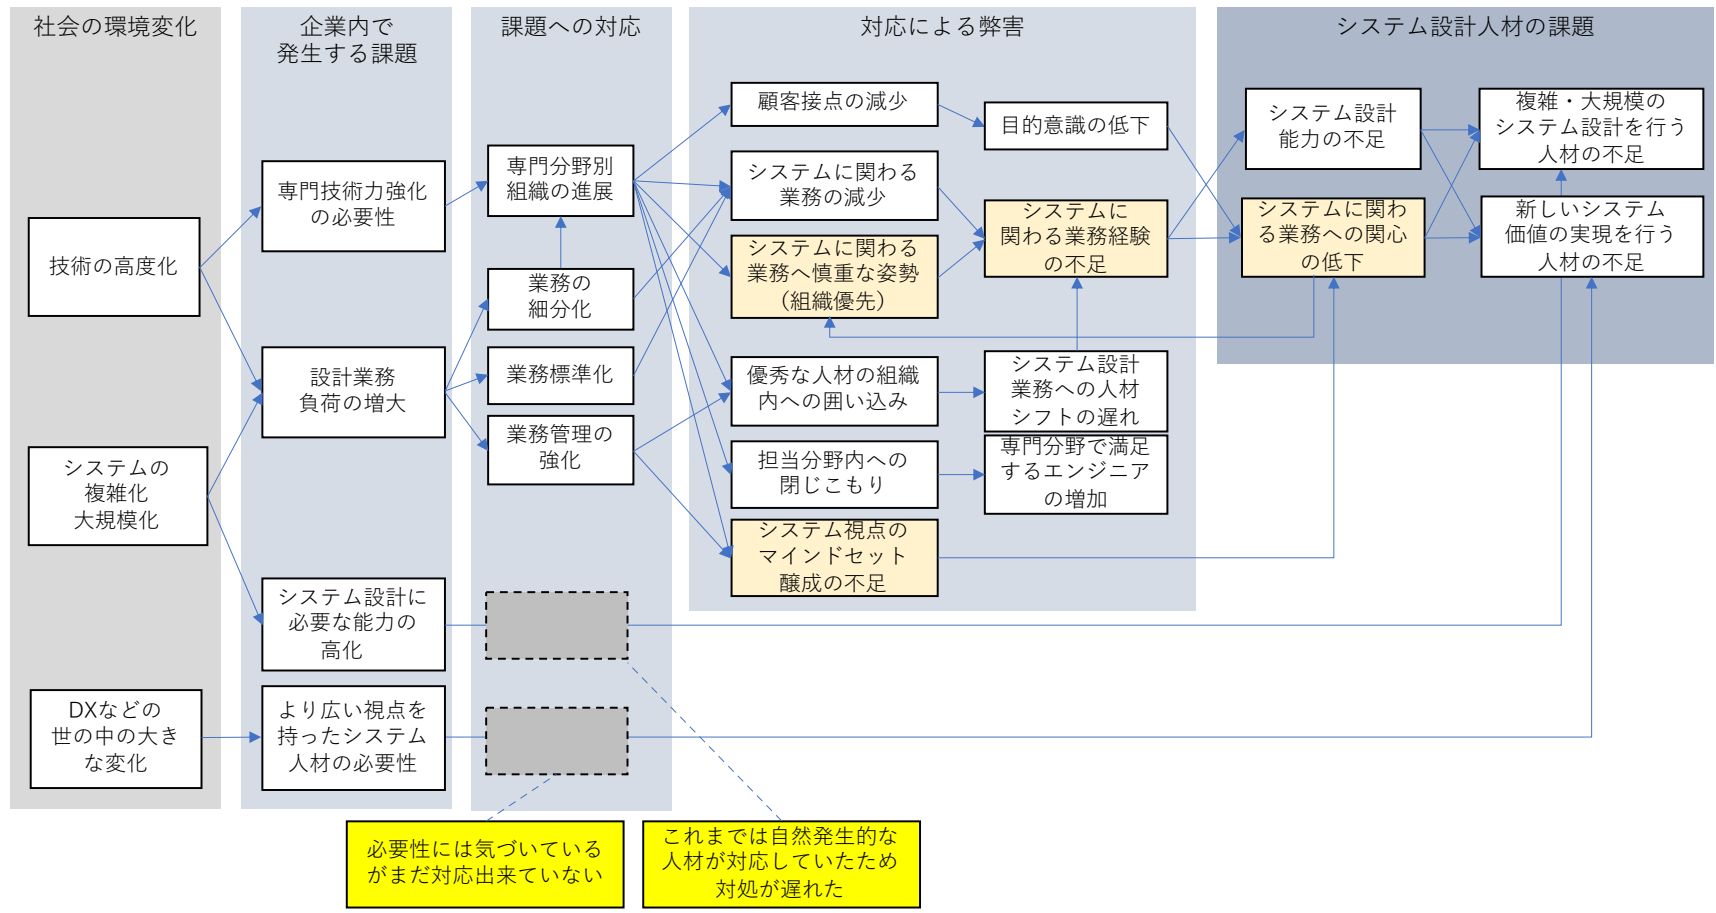 社会の環境変化
技術の高度化
システムの
複雑化
大規模化
DXなどの
世の中の大き
な変化
企業内で
発生する課題
専門技術力強化
の必要性
設計業務
負荷の増大
システム設計に
必要な能力の
高化
より広い視点を
持ったシステム
人材の必要性
課題への対応
専門分野別
組織の進展
業務の
細分化
業務標準化
業務管理の
強化
対応による弊害
顧客接点の減少
システムに関わる
業務の減少
システムに関わる
業務へ慎重な姿勢
（組織優先）
優秀な人材の組織
内への囲い込み
担当分野内への
閉じこもり
システム視点の
マインドセット
醸成の不足
目的意識の低下
システムに
関わる業務経験
の不足
システム設計
業務への人材
シフトの遅れ
専門分野で満足
するエンジニア
の増加
システム設計人材の課題
システム設計
能力の不足
システムに関わ
る業務への関心
の低下
複雑・大規模の
システム設計を行う
人材の不足
新しいシステム
価値の実現を行う
人材の不足
必要性には気づいている
がまだ対応出来ていない
これまでは自然発生的な
人材が対応していたため
対処が遅れた